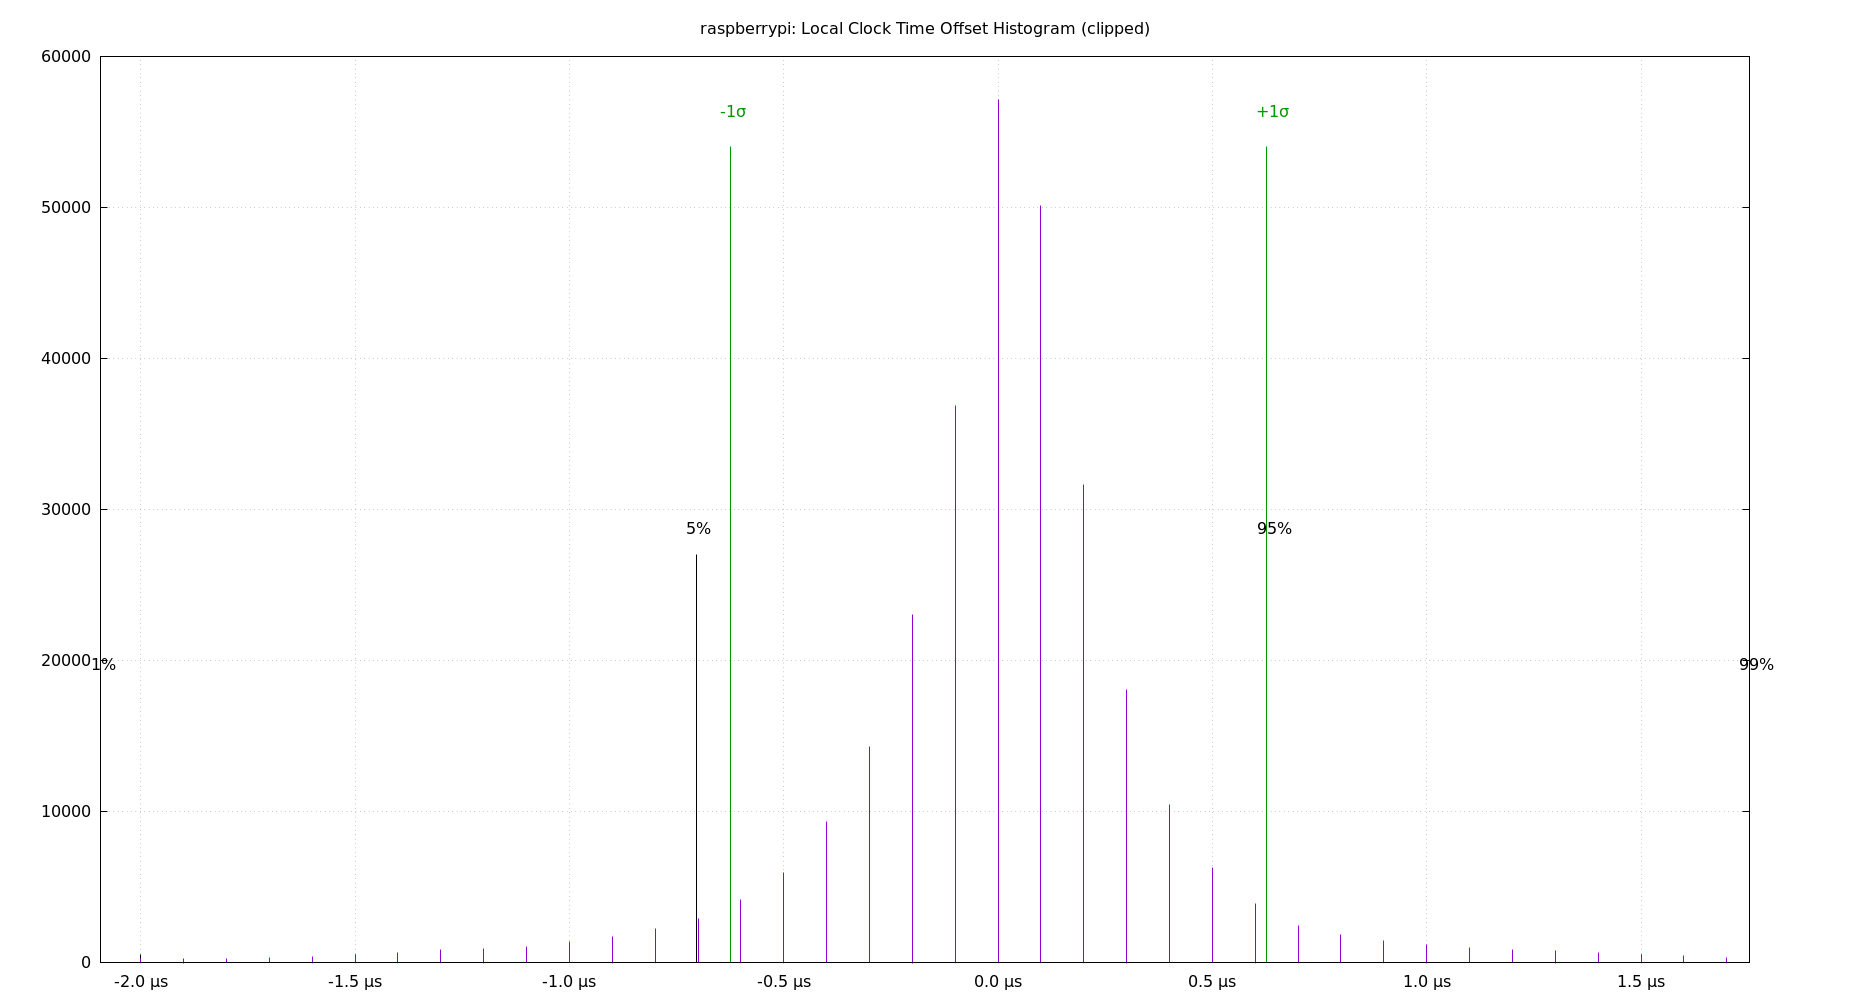 raspberrypi: Local Clock Time Offset Histogram (clipped)
60000
-1σ
+1σ
50000
40000
30000
5%
95%
20000
1%
99%
10000
0
-2.0 μs
-1.5 μs
-1.0 μs
-0.5 μs
0.0 μs
0.5 μs
1.0 μs
1.5 μs